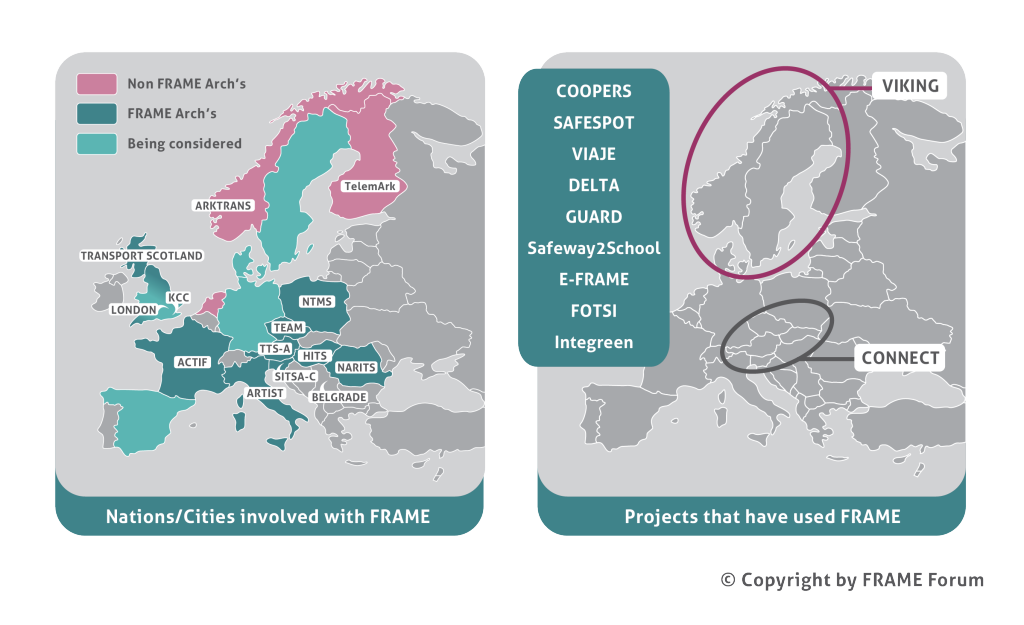 Non FRAME Arch's
FRAME Arch's
Being considered
TelemArk
ARKTRANS
TRANSPORT SCOTLAND
KCC
LONDON
NTMS
TEAM
TTS-A
HITS
ACTIF
NARITS
SITSA-C
ARTIST
BELGRADE
Nations/Cities involved with FRAME
COOPERS
SAFESPOT
VIAJE
DELTA
GUARD
Safeway2School
E-FRAME
FOTSI
Integreen
VIKING
CONNECT
Projects that have used FRAME
© Copyright by FRAME Forum